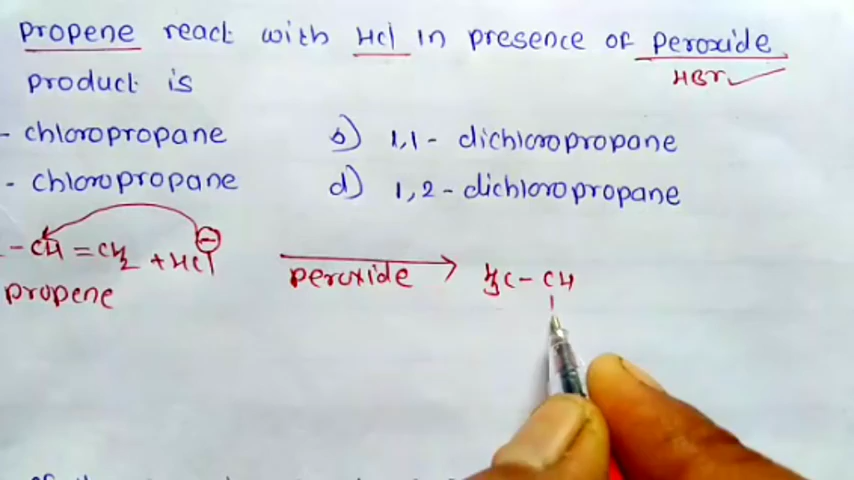 propene react with HCl in presence of peroxide.
HBr ✓
product is
- chloropropane b) 1,1 - dichloropropane
- chloropropane d) 1,2 - dichloropropane
- CH = CH2 + HCl ⊖ peroxide H3C - CH
propene